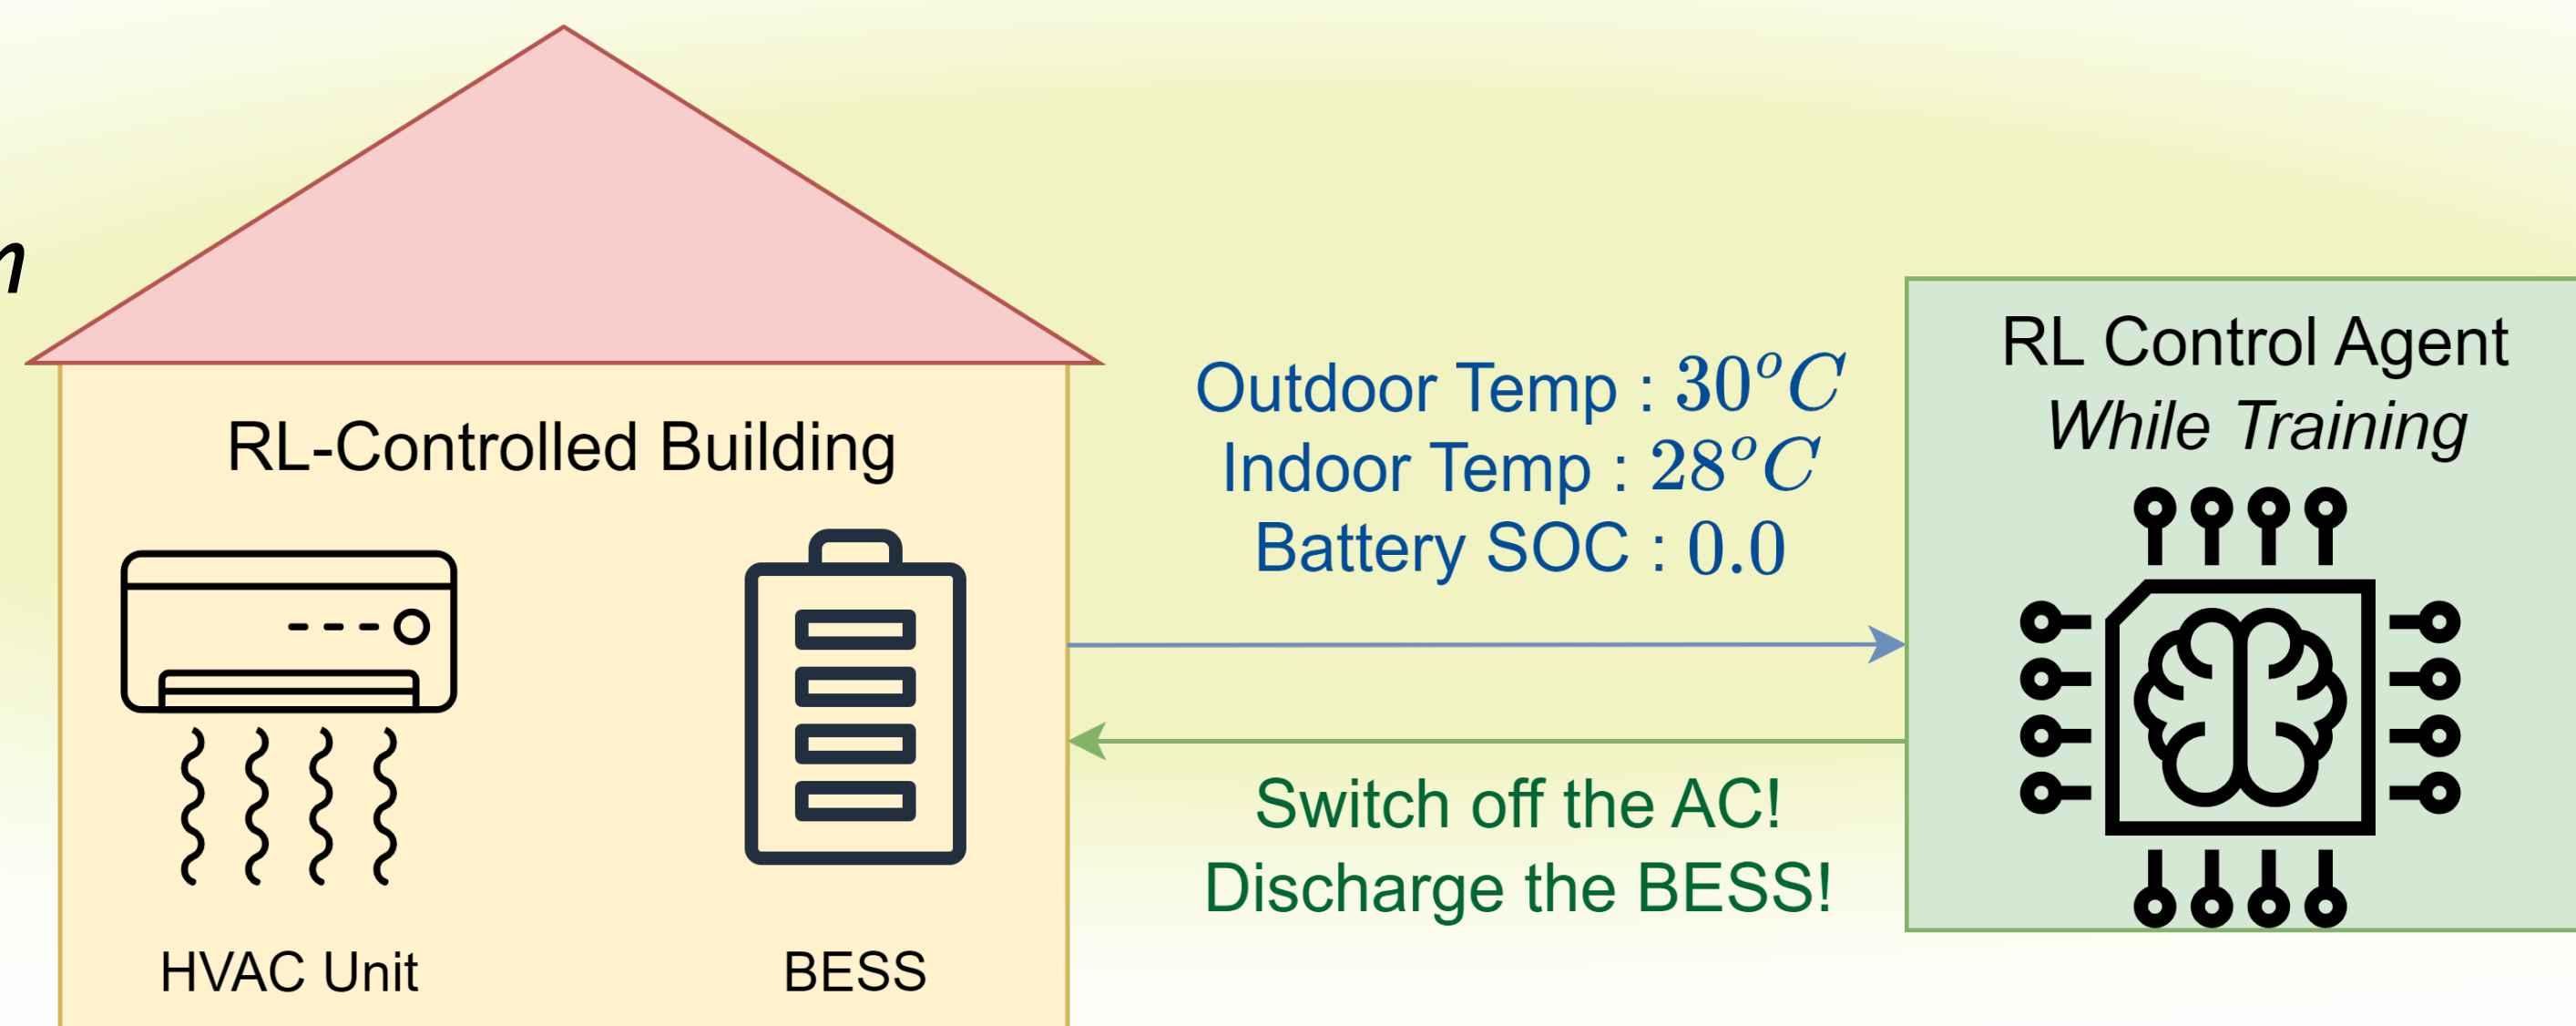 RL-Controlled Building
HVAC Unit
BESS
Outdoor Temp : 30°C
Indoor Temp : 28°C
Battery SOC : 0.0
Switch off the AC!
Discharge the BESS!
RL Control Agent
While Training